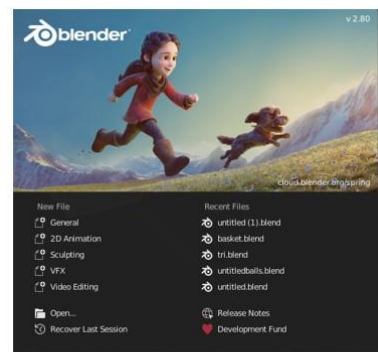 blender
v 2.80
cloud.blender.org/spring
New File
General
2D Animation
Sculpting
VFX
Video Editing
Open...
Recover Last Session
Recent Files
untitled (1).blend
basket.blend
tri.blend
untitledballs.blend
untitled.blend
Release Notes
Development Fund